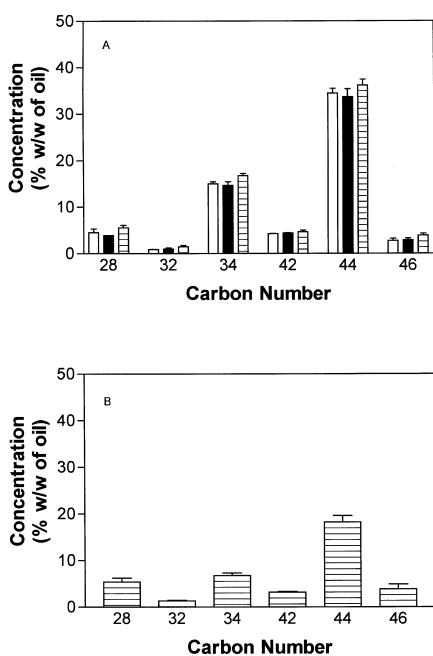 A
Concentration
(% w/w of oil)
50
40
30
20
10
0
28 32 34 42 44 46
Carbon Number
B
Concentration
(% w/w of oil)
50
40
30
20
10
0
28 32 34 42 44 46
Carbon Number